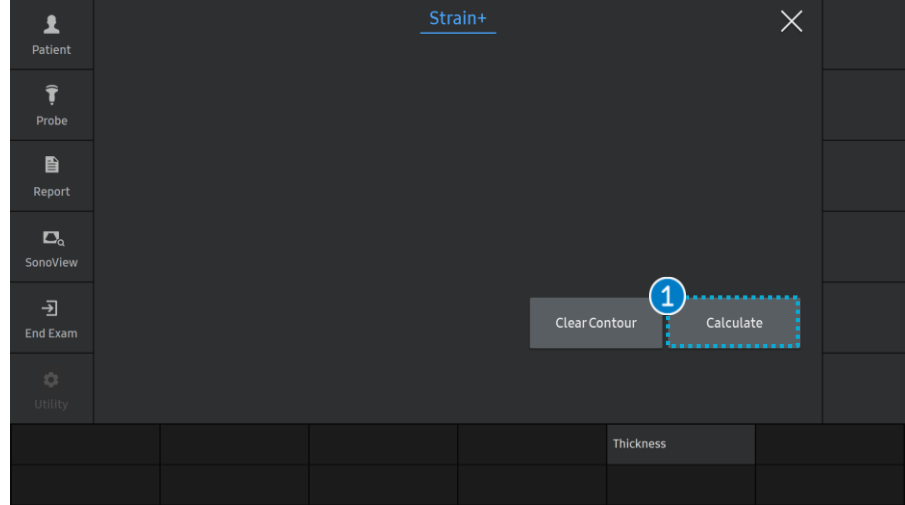 Strain+
Patient
Probe
Report
SonoView
End Exam
Utility
1
Clear Contour
Calculate
Thickness